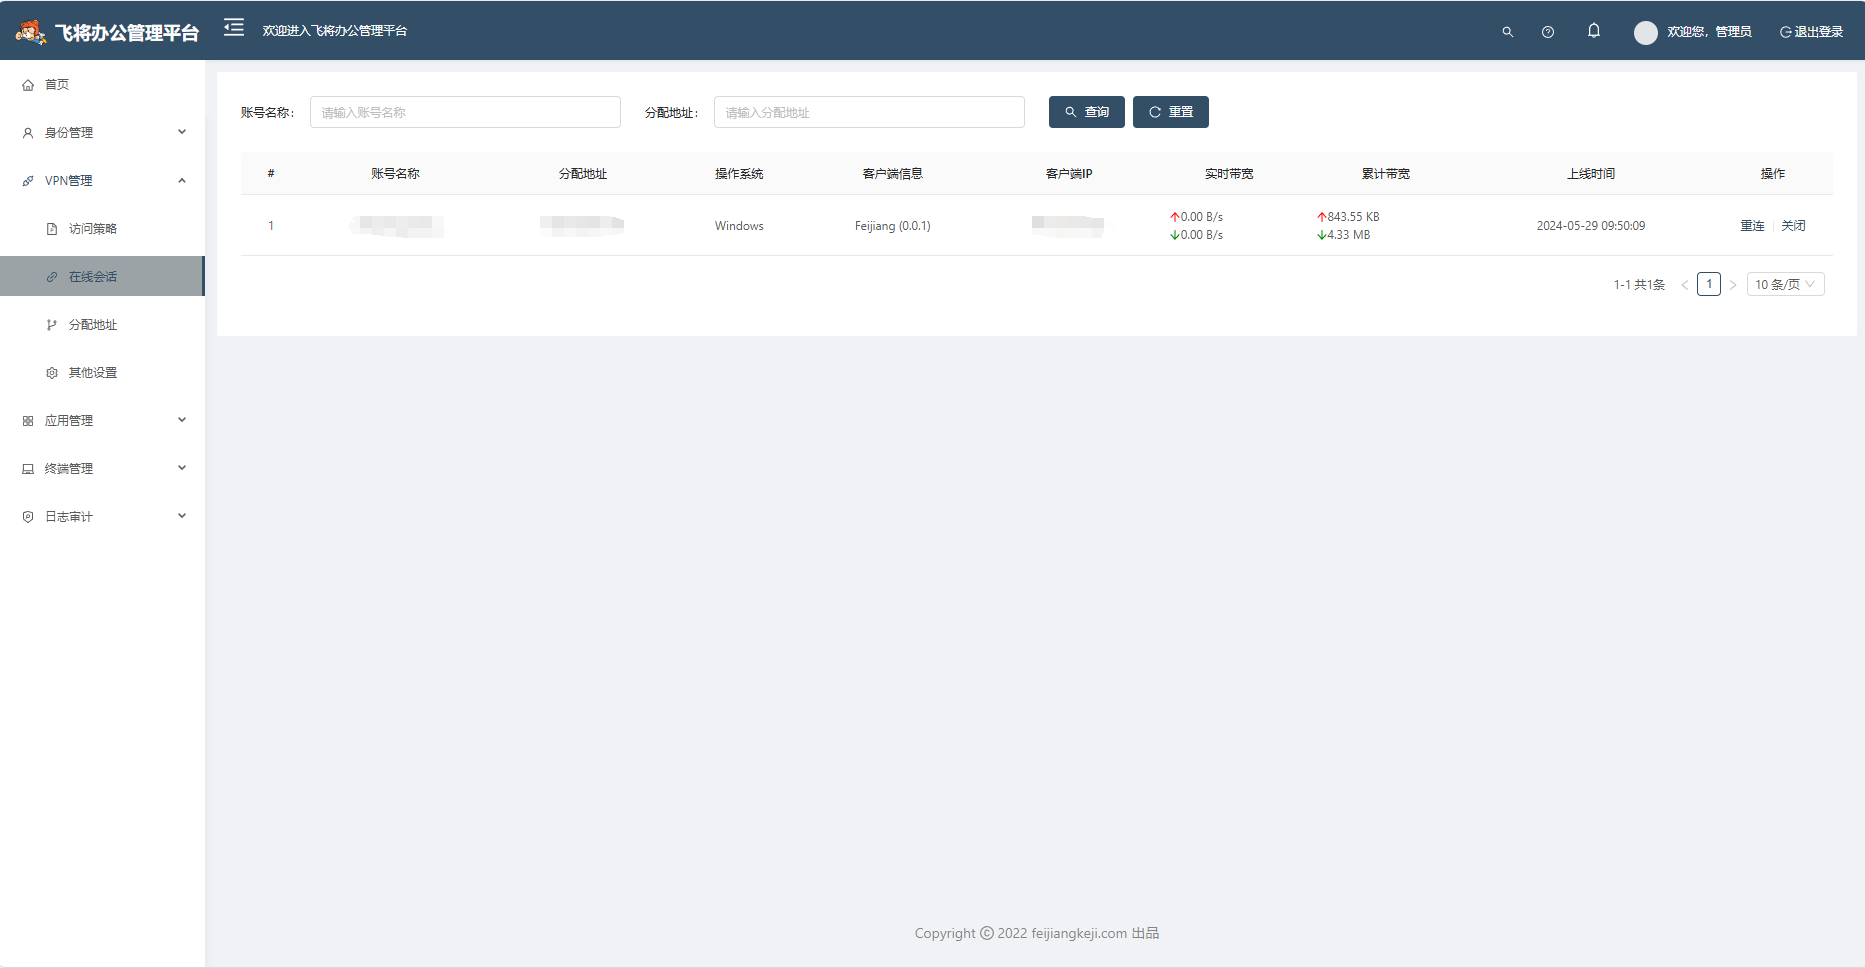 飞将办公管理平台
欢迎进入飞将办公管理平台
欢迎您，管理员
退出登录
首页
身份管理
VPN管理
访问策略
在线会话
分配地址
其他设置
应用管理
终端管理
日志审计
账号名称：
请输入账号名称
分配地址：
请输入分配地址
查询
重置
# 账号名称 分配地址 操作系统 客户端信息 客户端IP 实时带宽 累计带宽 上线时间 操作
1 Windows Feijiang (0.0.1) ↑0.00 B/s ↑843.55 KB 2024-05-29 09:50:09 重连 关闭
↓0.00 B/s ↓4.33 MB
1-1 共1条 < 1 > 10 条/页
Copyright © 2022 feijiangkeji.com 出品